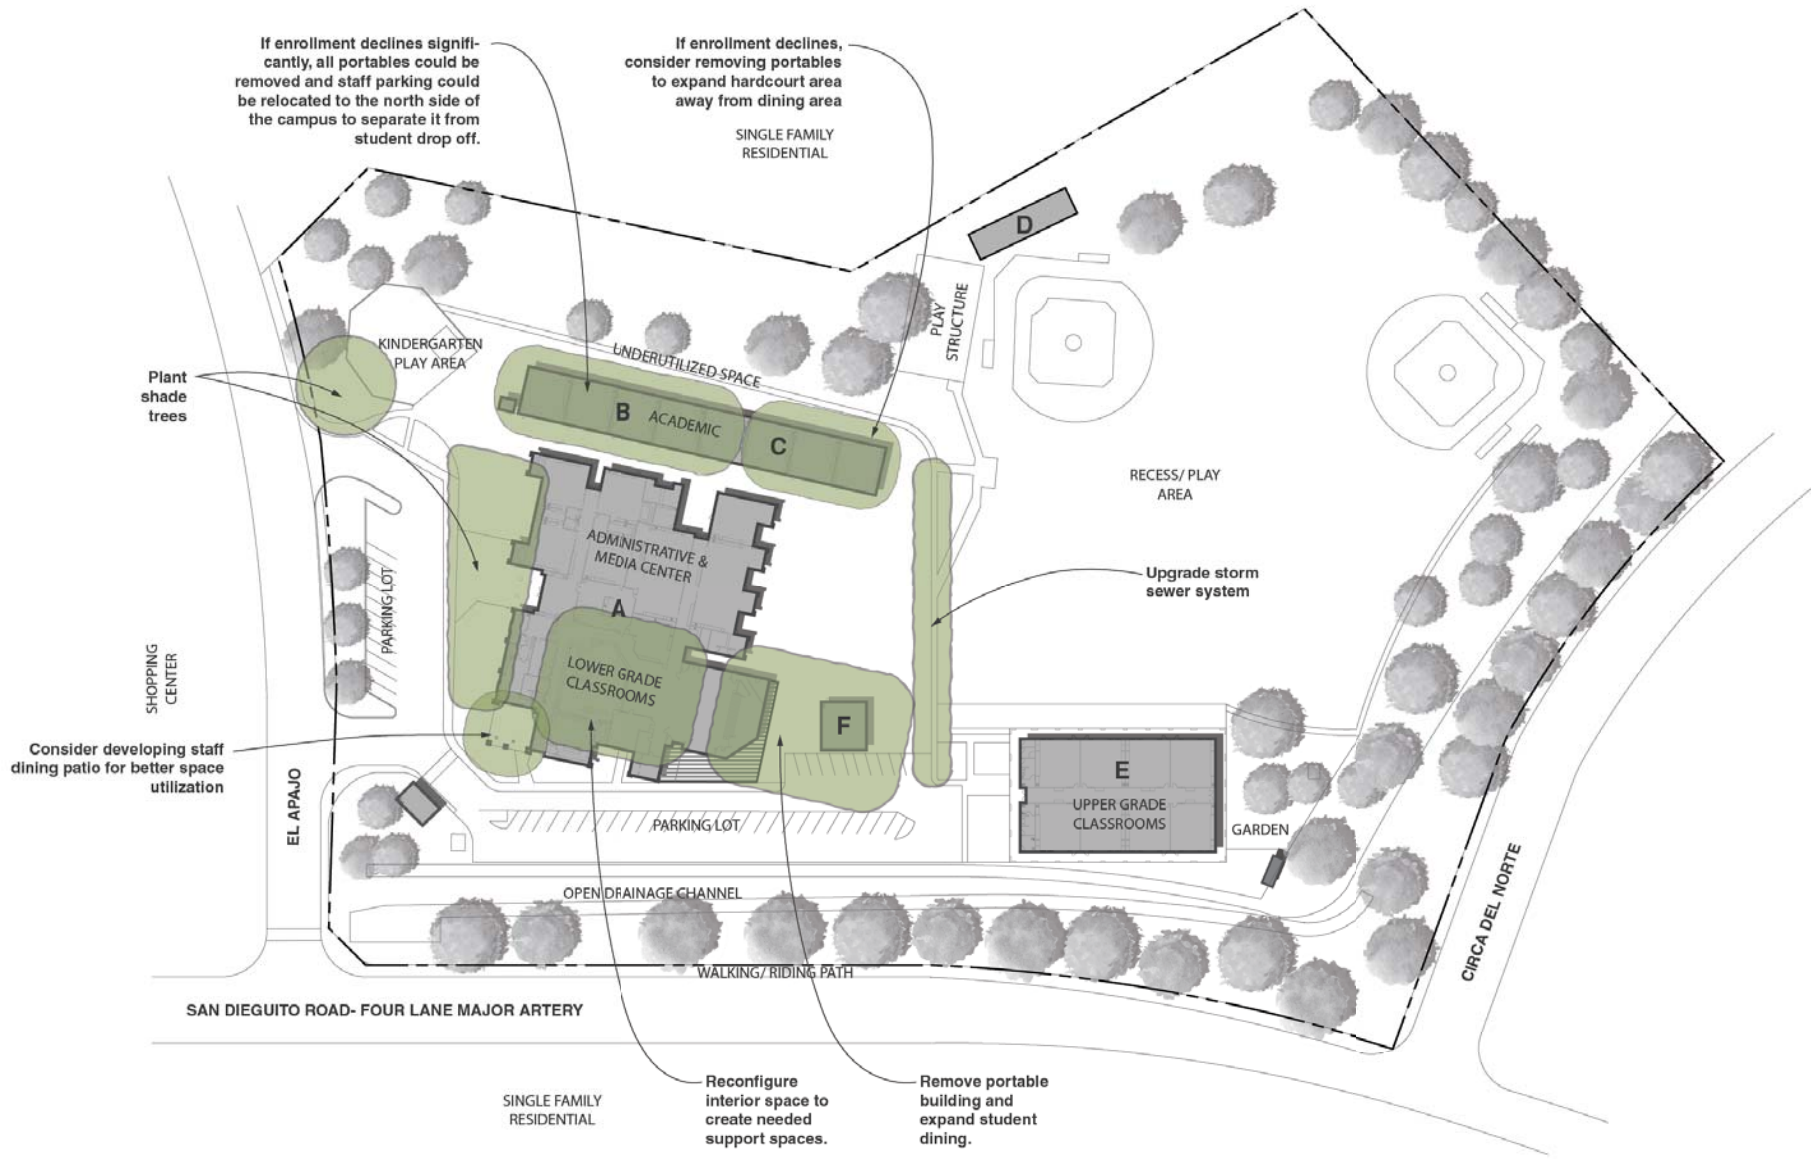 If enrollment declines signifi-
cantly, all portables could be
removed and staff parking could
be relocated to the north side of
the campus to separate it from
student drop off.
If enrollment declines,
consider removing portables
to expand hardcourt area
away from dining area
SINGLE FAMILY
RESIDENTIAL
D
PLAY
STRUCTURE
KINDERGARTEN
PLAY AREA
UNDERUTILIZED SPACE
Plant
shade
trees
B
ACADEMIC
C
RECESS/ PLAY
AREA
ADMINISTRATIVE &
MEDIA CENTER
A
PARKING LOT
Upgrade storm
sewer system
SHOPPING
CENTER
LOWER GRADE
CLASSROOMS
F
Consider developing staff
dining patio for better space
utilization
EL APAJO
E
UPPER GRADE
CLASSROOMS
PARKING LOT
GARDEN
OPEN DRAINAGE CHANNEL
CIRCA DEL NORTE
WALKING/ RIDING PATH
SAN DIEGUITO ROAD- FOUR LANE MAJOR ARTERY
SINGLE FAMILY
RESIDENTIAL
Reconfigure
interior space to
create needed
support spaces.
Remove portable
building and
expand student
dining.